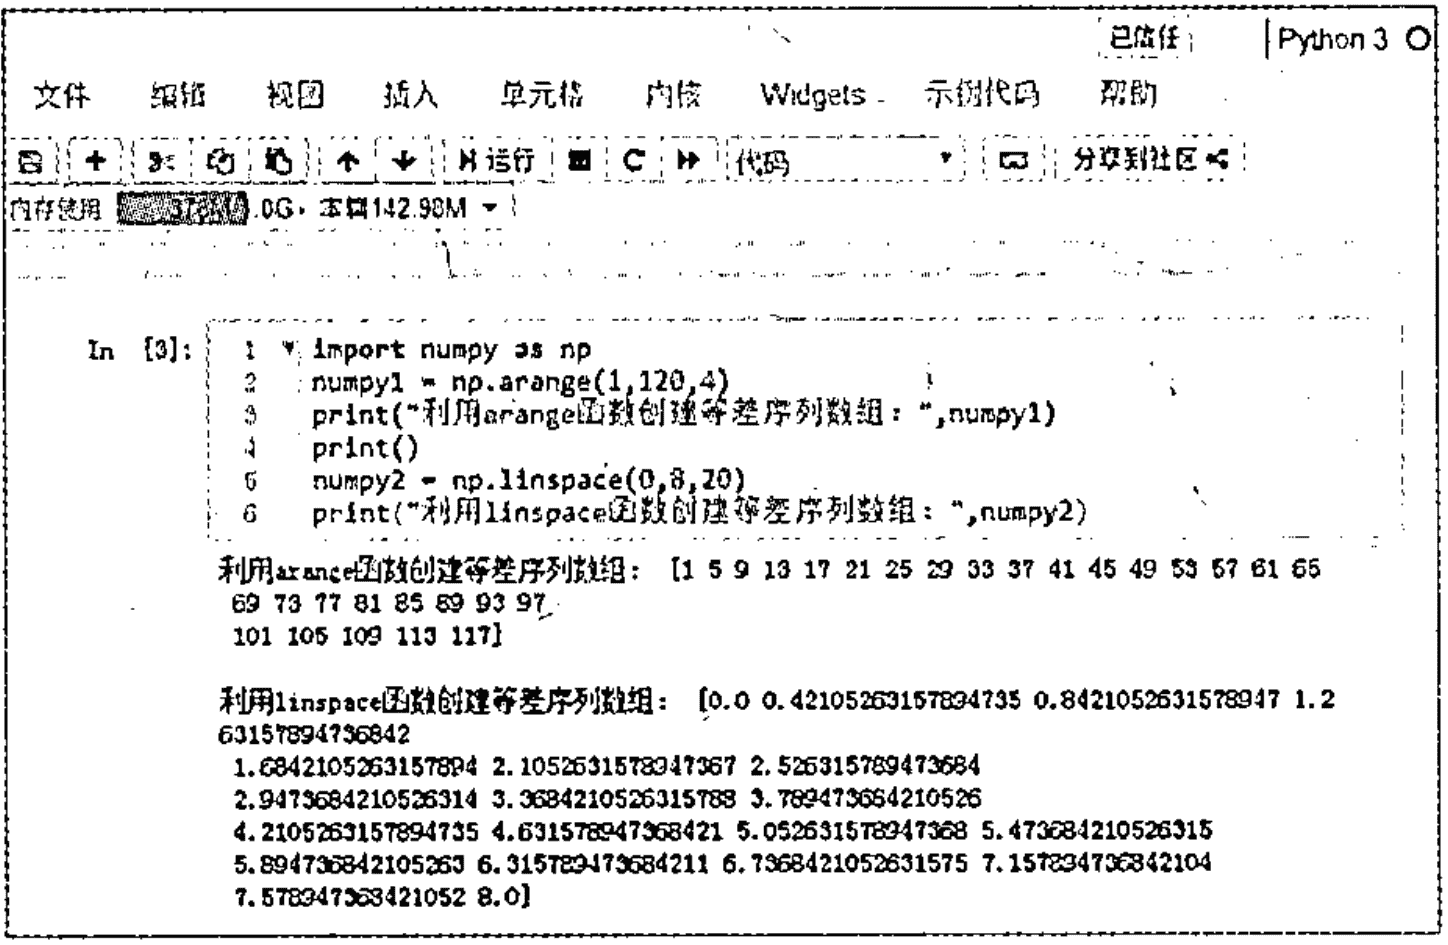 已信任 Python 3
文件 编辑 视图 插入 单元格 内核 Widgets 示例代码 帮助
运行 代码 分享到社区
内存使用 .0G 本周142.98M
In [3]:
1 import numpy as np
2 numpy1 = np.arange(1,120,4)
3 print("利用arange函数创建等差序列数组：",numpy1)
4 print()
5 numpy2 = np.linspace(0,8,20)
6 print("利用linspace函数创建等差序列数组：",numpy2)
利用arange函数创建等差序列数组： [1 5 9 13 17 21 25 29 33 37 41 45 49 53 57 61 65
69 73 77 81 85 89 93 97
101 105 109 113 117]
利用linspace函数创建等差序列数组： [0.0 0.42105263157894735 0.8421052631578947 1.2
63157894736842
1.6842105263157894 2.1052631578947367 2.526315789473684
2.9473684210526314 3.3684210526315788 3.789473684210526
4.2105263157894735 4.631578947368421 5.052631578947368 5.473684210526315
5.894736842105263 6.315789473684211 6.7368421052631575 7.157894736842104
7.578947368421052 8.0]